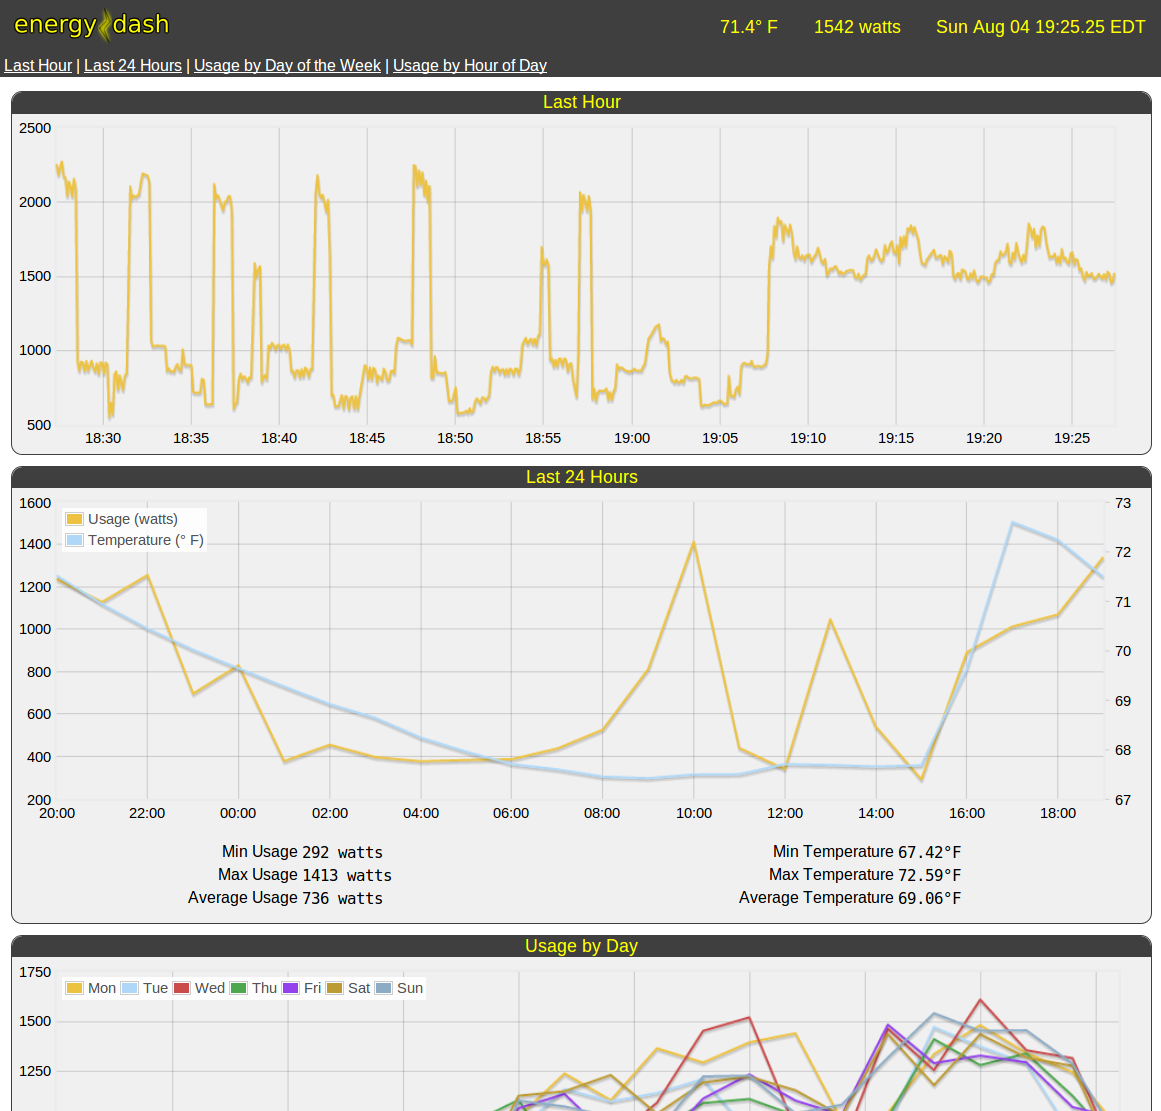 energy dash 71.4° F 1542 watts Sun Aug 04 19:25.25 EDT
Last Hour | Last 24 Hours | Usage by Day of the Week | Usage by Hour of Day
Last Hour
2500
2000
1500
1000
500
18:30 18:35 18:40 18:45 18:50 18:55 19:00 19:05 19:10 19:15 19:20 19:25
Last 24 Hours
1600 73
Usage (watts)
Temperature (° F)
1400 72
1200 71
1000
800 70
600 69
400 68
200 67
20:00 22:00 00:00 02:00 04:00 06:00 08:00 10:00 12:00 14:00 16:00 18:00
Min Usage 292 watts Min Temperature 67.42°F
Max Usage 1413 watts Max Temperature 72.59°F
Average Usage 736 watts Average Temperature 69.06°F
Usage by Day
1750
Mon Tue Wed Thu Fri Sat Sun
1500
1250